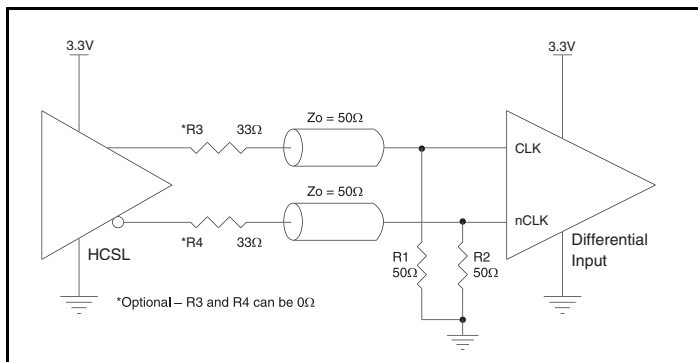 3.3V
3.3V
*R3
33Ω
Zo = 50Ω
CLK
Zo = 50Ω
nCLK
*R4
33Ω
HCSL
R1
50Ω
R2
50Ω
Differential
Input
*Optional – R3 and R4 can be 0Ω